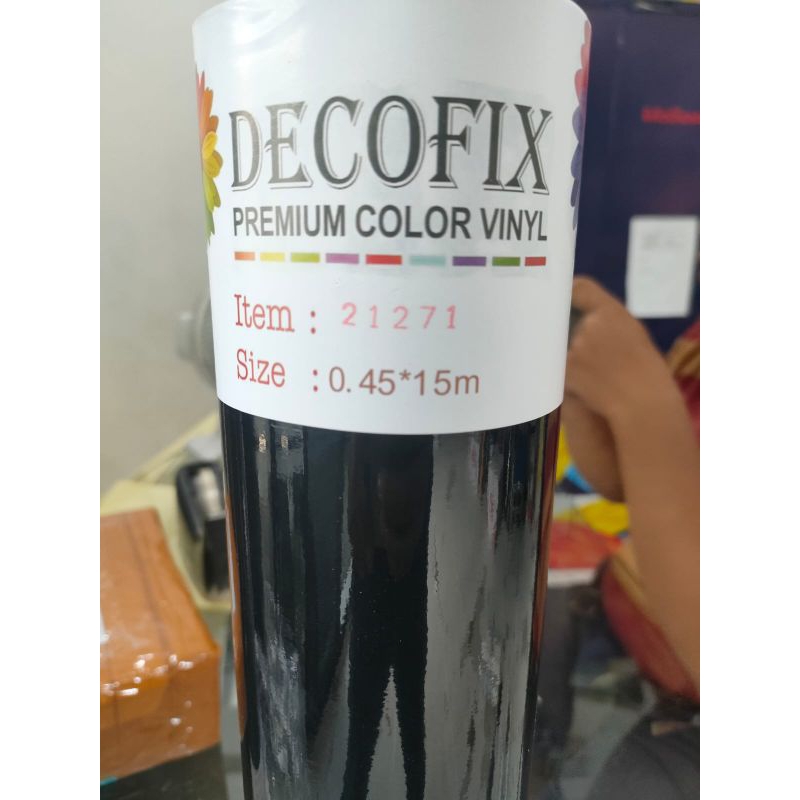 DECOFIX
PREMIUM COLOR VINYL
Item : 21271
Size : 0.45*15m